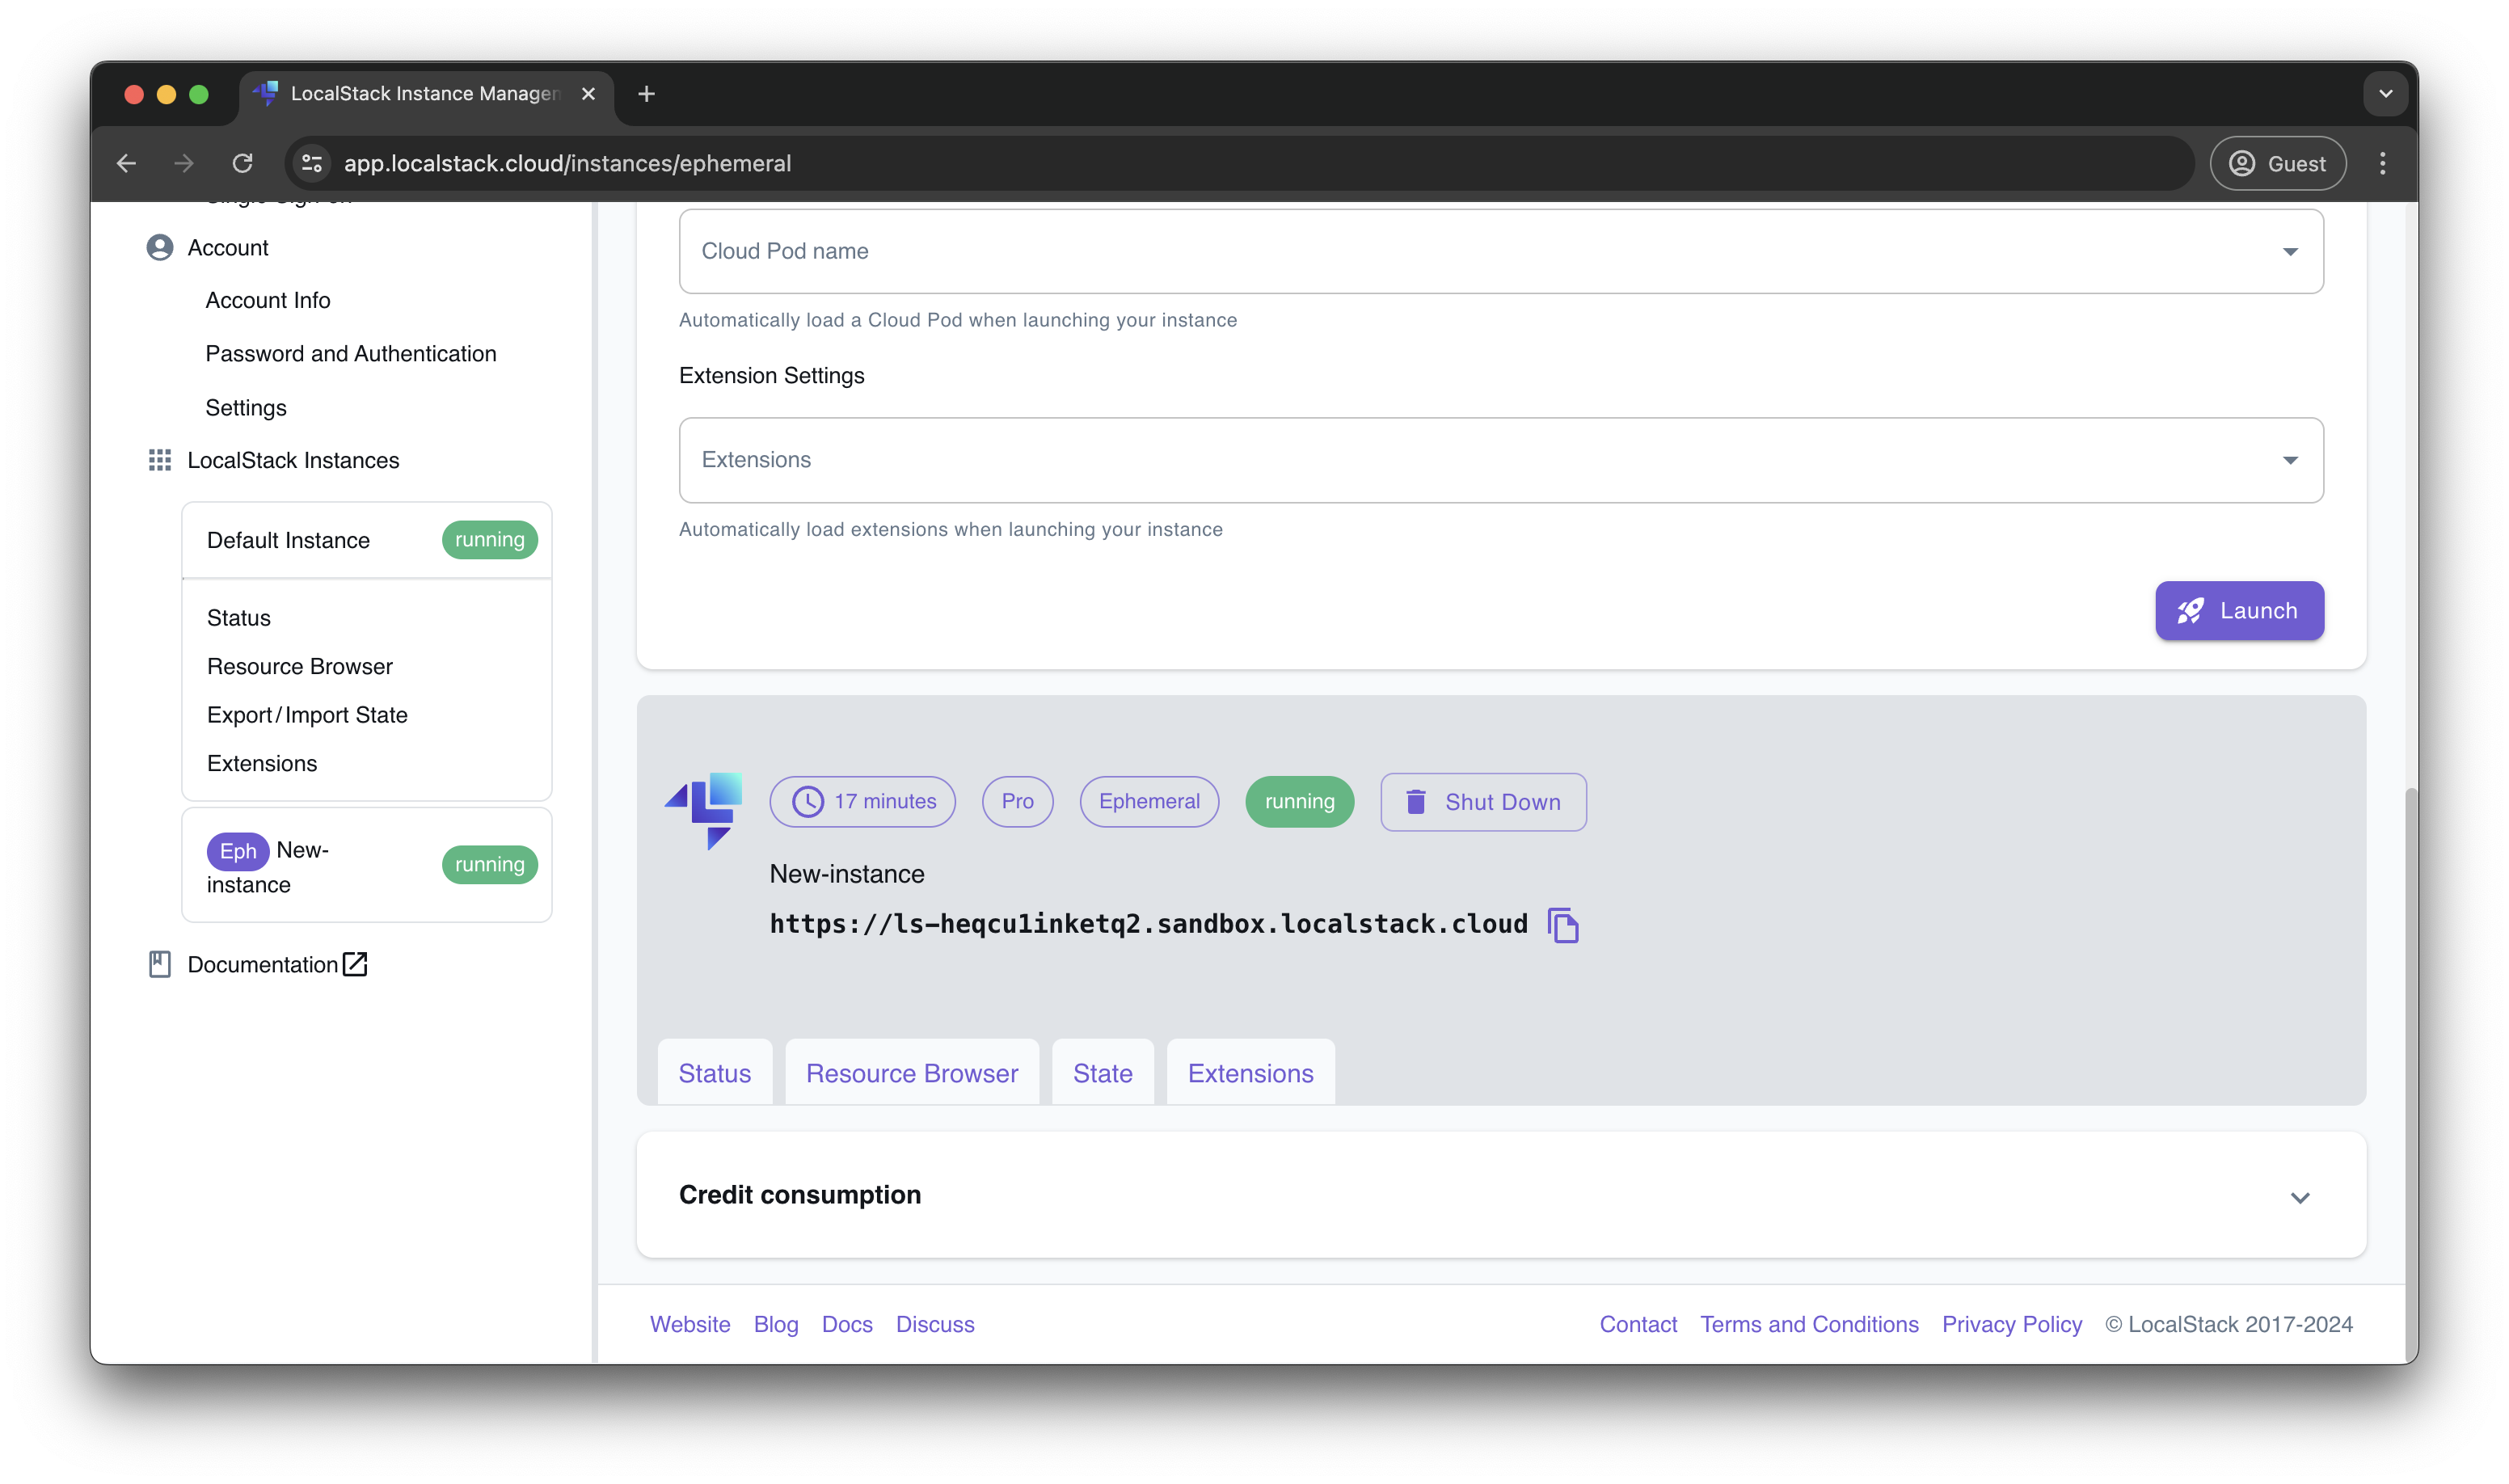 LocalStack Instance Managem
app.localstack.cloud/instances/ephemeral
Guest
Account
Account Info
Password and Authentication
Settings
LocalStack Instances
Default Instance
running
Status
Resource Browser
Export/Import State
Extensions
Eph New-
instance
running
Documentation
Cloud Pod name
Automatically load a Cloud Pod when launching your instance
Extension Settings
Extensions
Automatically load extensions when launching your instance
Launch
17 minutes
Pro
Ephemeral
running
Shut Down
New-instance
https://ls-heqcu1inketq2.sandbox.localstack.cloud
Status
Resource Browser
State
Extensions
Credit consumption
Website Blog Docs Discuss
Contact Terms and Conditions Privacy Policy © LocalStack 2017-2024